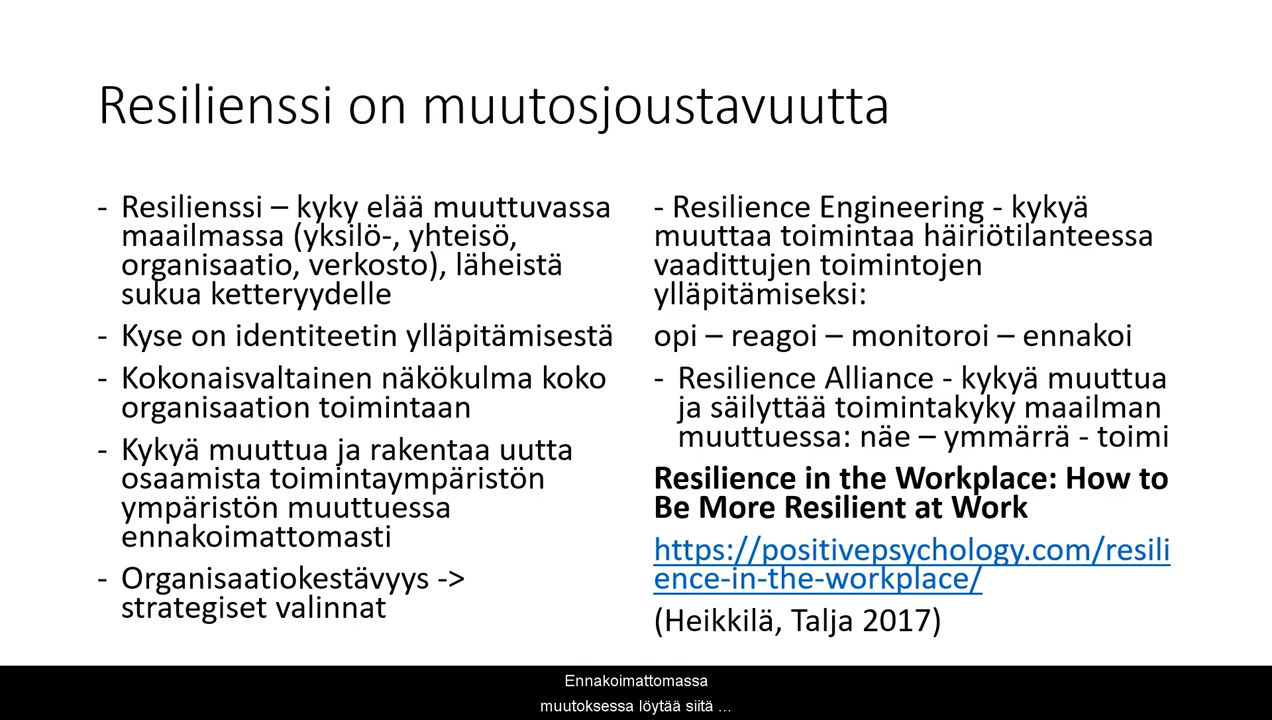 Resilienssi on muutosjoustavuutta
- Resilienssi – kyky elää muuttuvassa
maailmassa (yksilö-, yhteisö,
organisaatio, verkosto), läheistä
sukua ketteryydelle
- Kyse on identiteetin ylläpitämisestä
- Kokonaisvaltainen näkökulma koko
organisaation toimintaan
- Kykyä muuttua ja rakentaa uutta
osaamista toimintaympäristön
ympäristön muuttuessa
ennakoimattomasti
- Organisaatiokestävyys ->
strategiset valinnat
- Resilience Engineering - kykyä
muuttaa toimintaa häiriötilanteessa
vaadittujen toimintojen
ylläpitämiseksi:
opi – reagoi – monitoroi – ennakoi
- Resilience Alliance - kykyä muuttua
ja säilyttää toimintakyky maailman
muuttuessa: näe – ymmärrä - toimi
Resilience in the Workplace: How to
Be More Resilient at Work
https://positivepsychology.com/resili
ence-in-the-workplace/
(Heikkilä, Talja 2017)
Ennakoimattomassa
muutoksessa löytää siitä ...